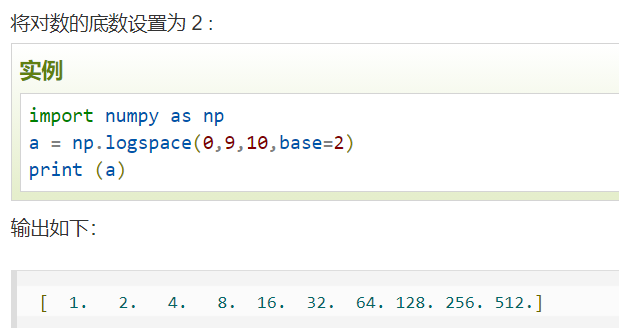 将对数的底数设置为 2 :
实例
import numpy as np
a = np.logspace(0,9,10,base=2)
print (a)
输出如下：
[  1.   2.   4.   8.  16.  32.  64. 128. 256. 512.]